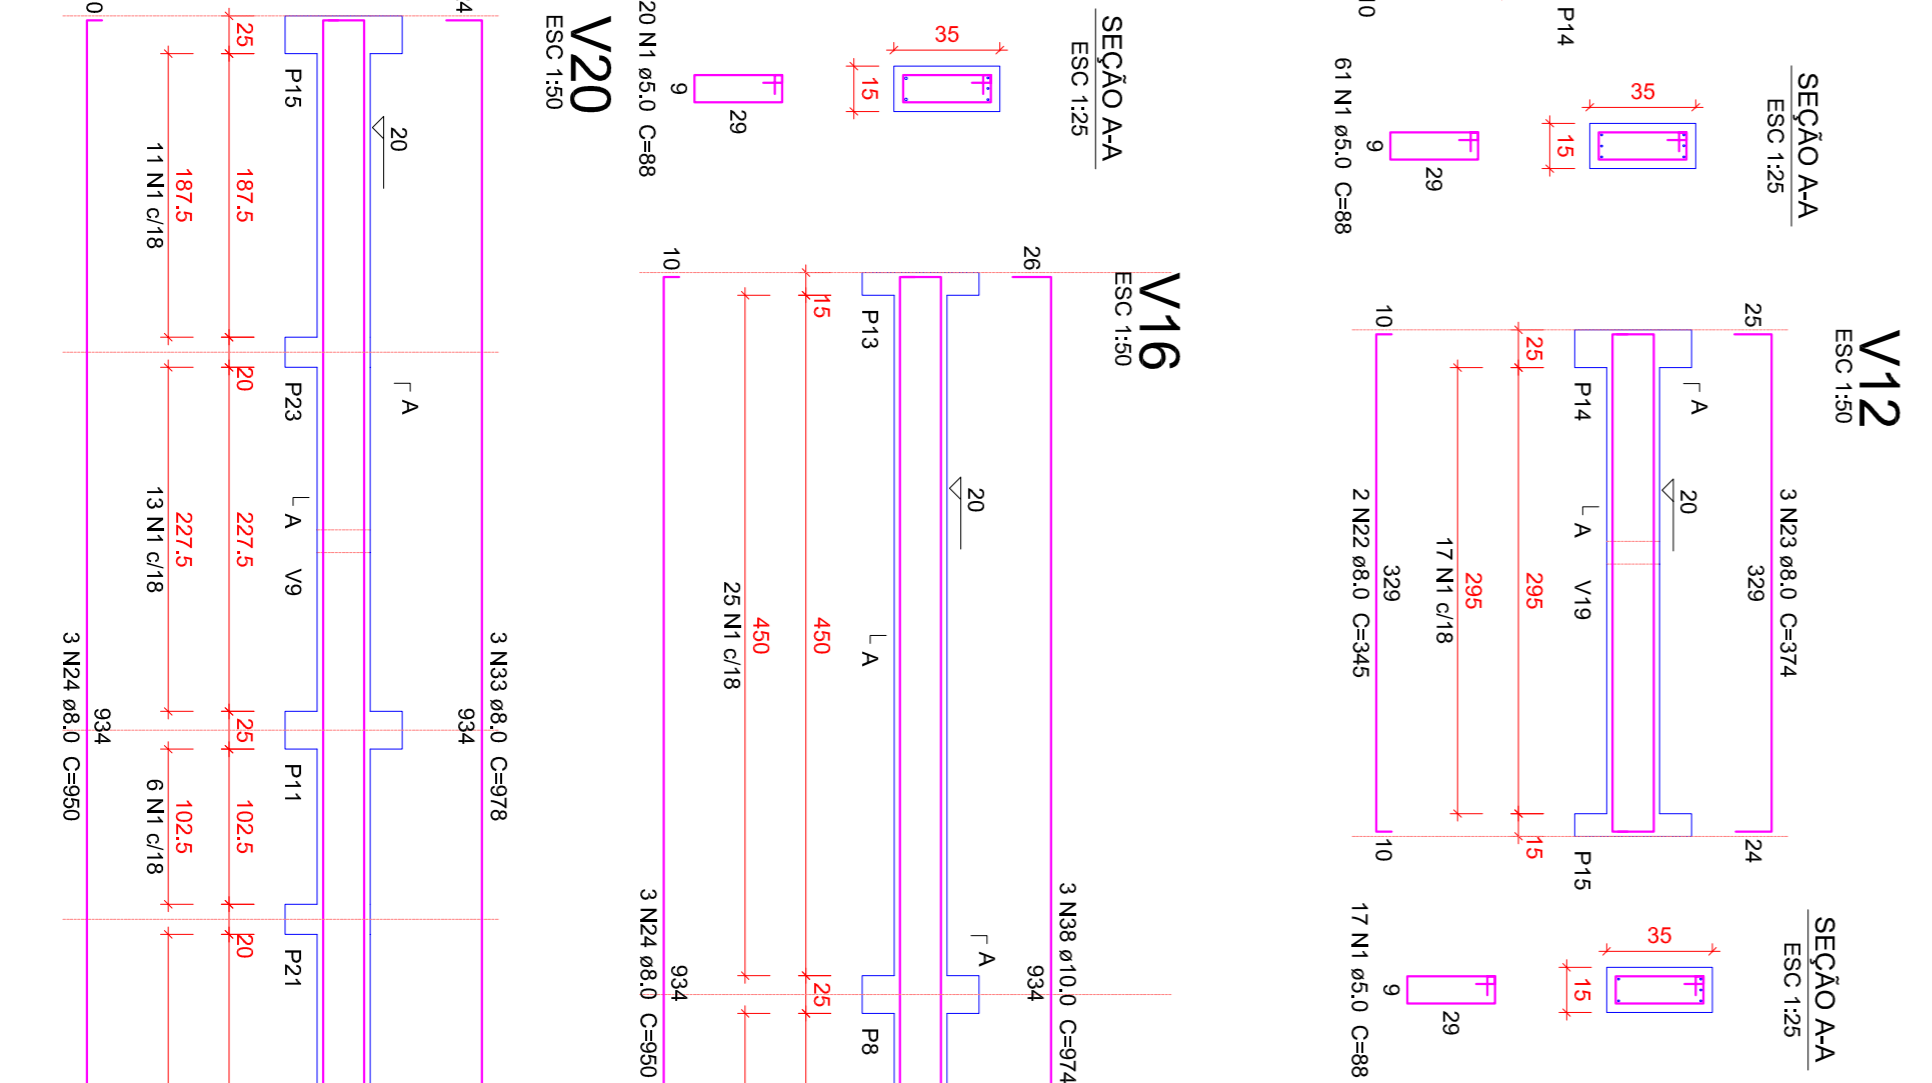 V12
ESC 1:50
25
3 N23 ø8.0  C=374
329
24
A
20
25
P14
A
V19
P15
295
15
295
17 N1 c/18
10
329
10
2 N22 ø8.0  C=345
SEÇÃO A-A
ESC 1:25
35
15
9
29
17 N1 ø5.0  C=88
SEÇÃO A-A
ESC 1:25
35
15
9
29
61 N1 ø5.0  C=88
P14
10
V16
ESC 1:50
26
3 N38 ø10.0  C=974
934
A
20
P13
A
P8
15
450
25
450
25 N1 c/18
10
934
3 N24 ø8.0  C=950
SEÇÃO A-A
ESC 1:25
35
15
9
29
20 N1 ø5.0  C=88
V20
ESC 1:50
4
3 N33 ø8.0  C=978
934
A
20
P15
P23
A
V9
P11
P21
25
187.5
20
227.5
25
102.5
20
187.5
227.5
102.5
11 N1 c/18
13 N1 c/18
6 N1 c/18
0
934
3 N24 ø8.0  C=950